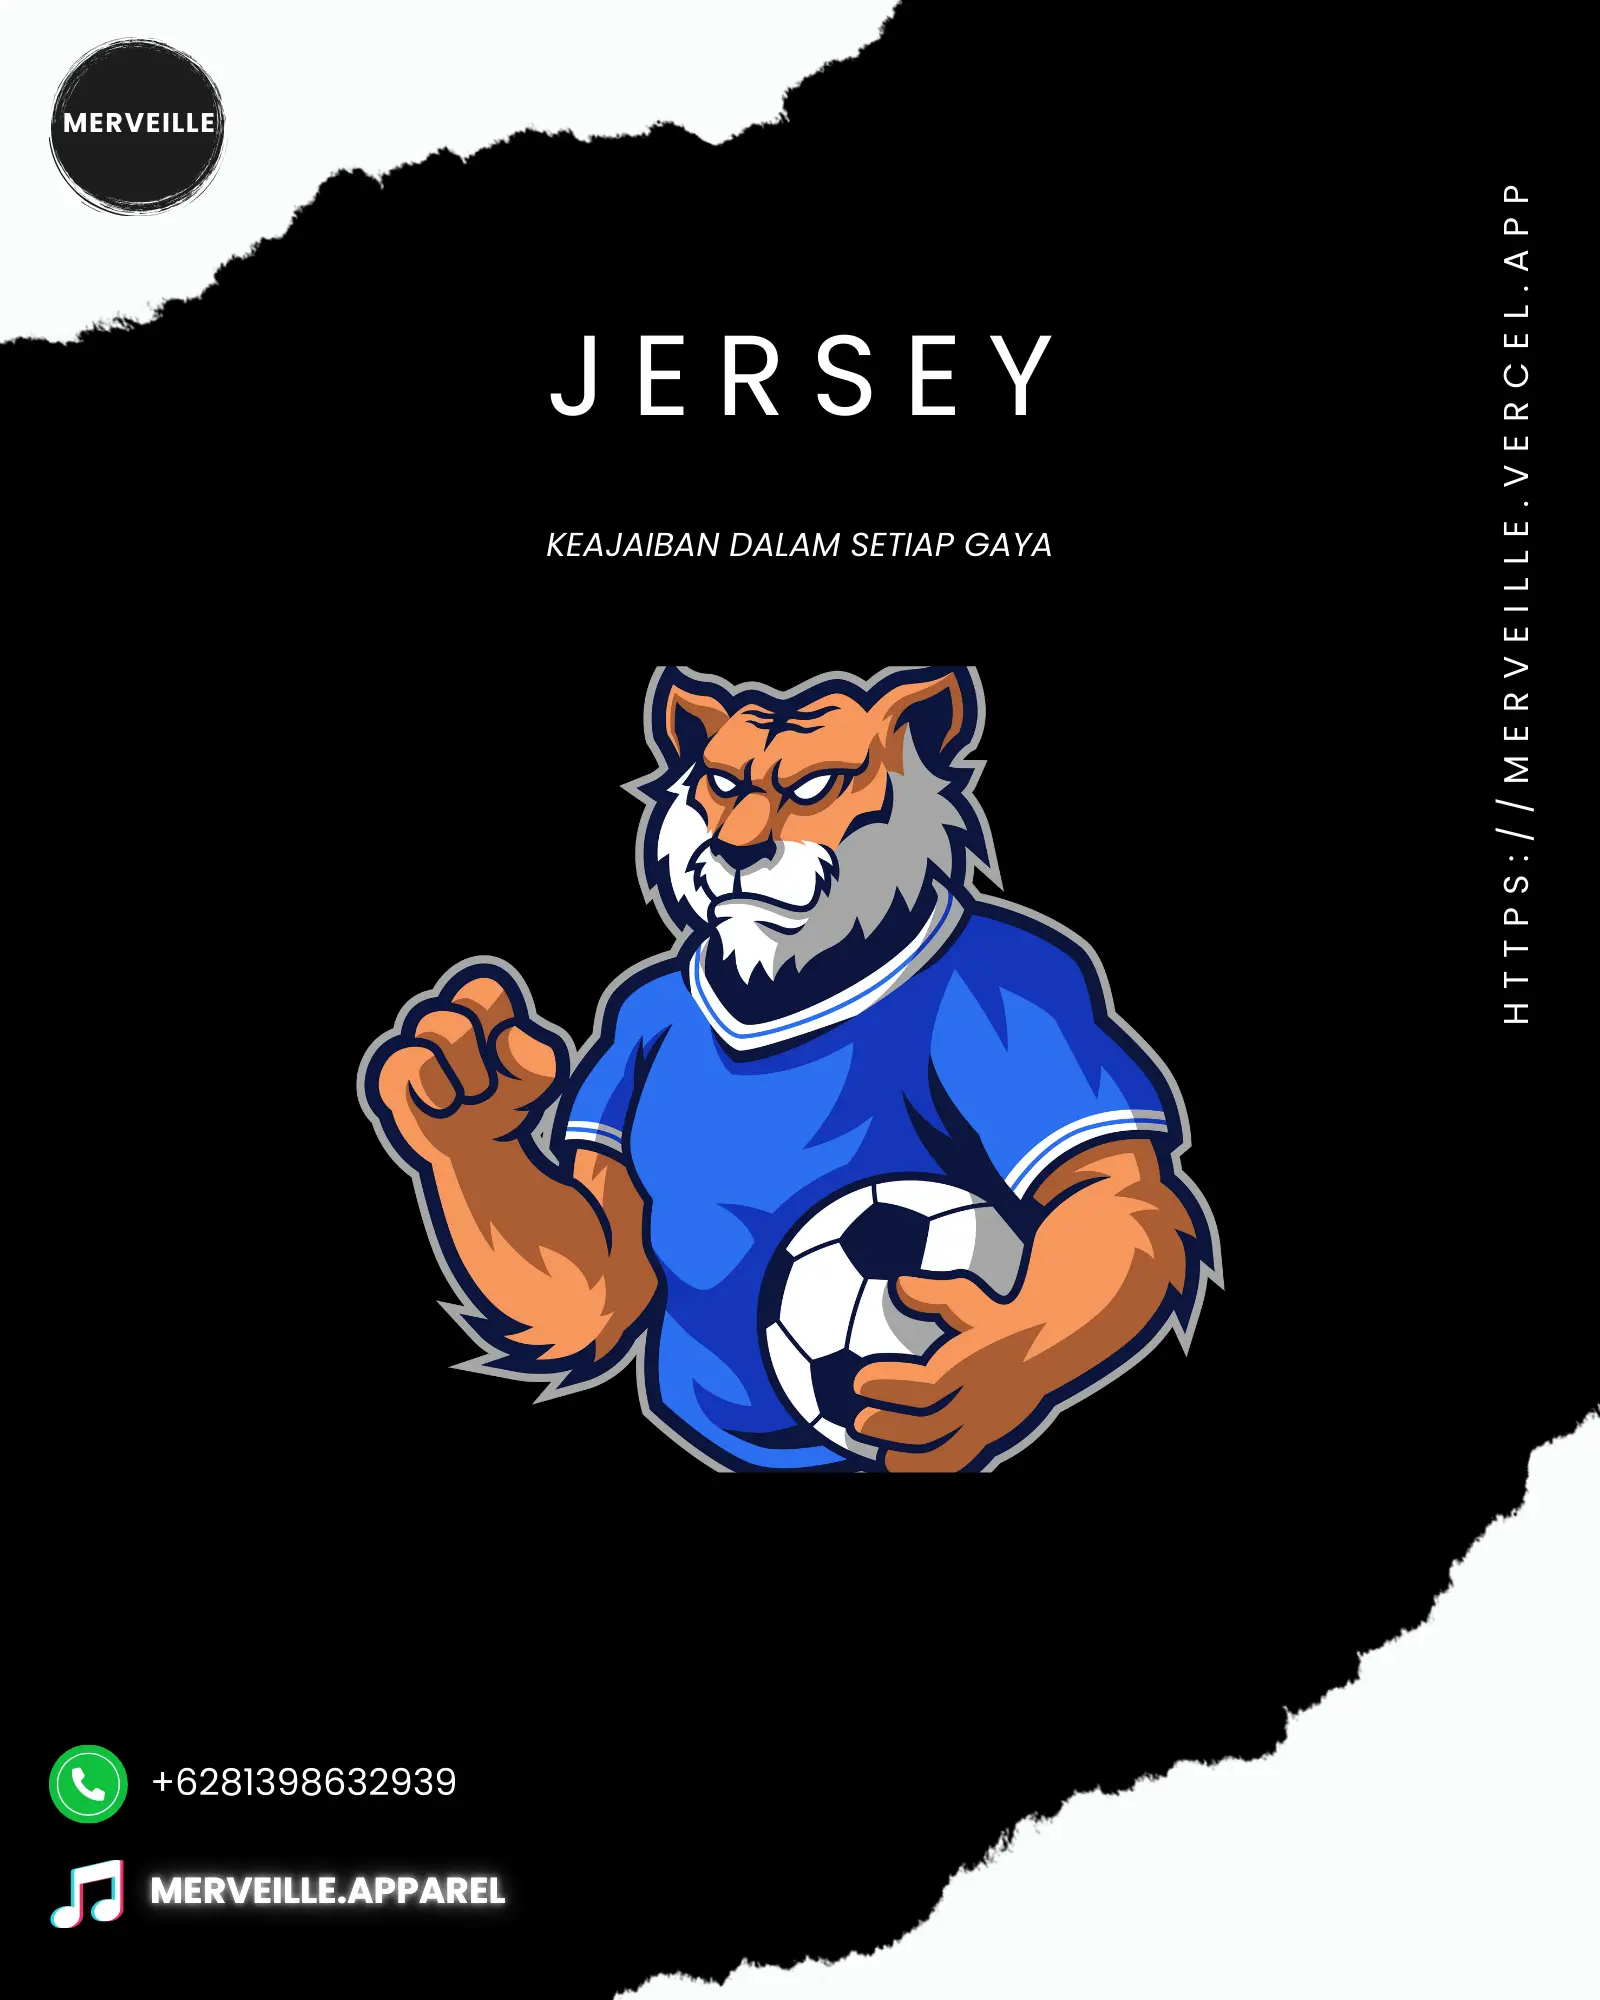 MERVEILLE
JERSEY
KEAJAIBAN DALAM SETIAP GAYA
HTTPS://MERVEILLE.VERCEL.APP
+6281398632939
MERVEILLE.APPAREL